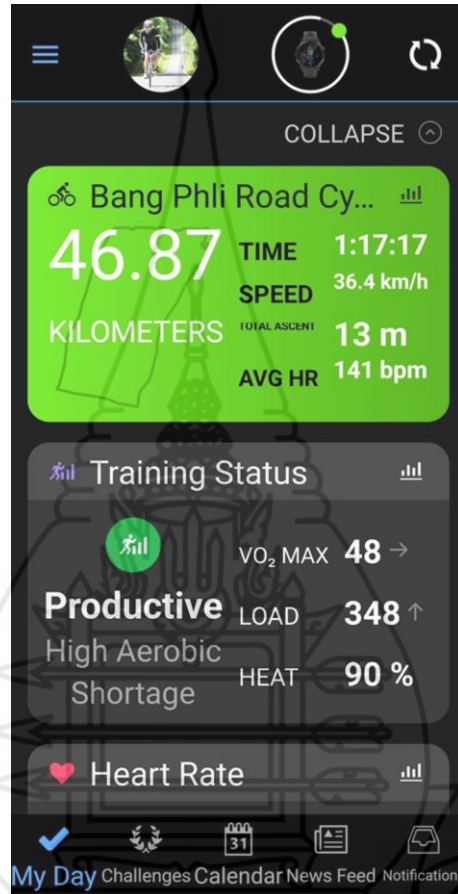 COLLAPSE
Bang Phli Road Cy...
46.87
KILOMETERS
TIME 1:17:17
SPEED 36.4 km/h
TOTAL ASCENT 13 m
AVG HR 141 bpm
Training Status
Productive
High Aerobic
Shortage
VO₂ MAX 48 →
LOAD 348 ↑
HEAT 90 %
Heart Rate
31
My Day Challenges Calendar News Feed Notification